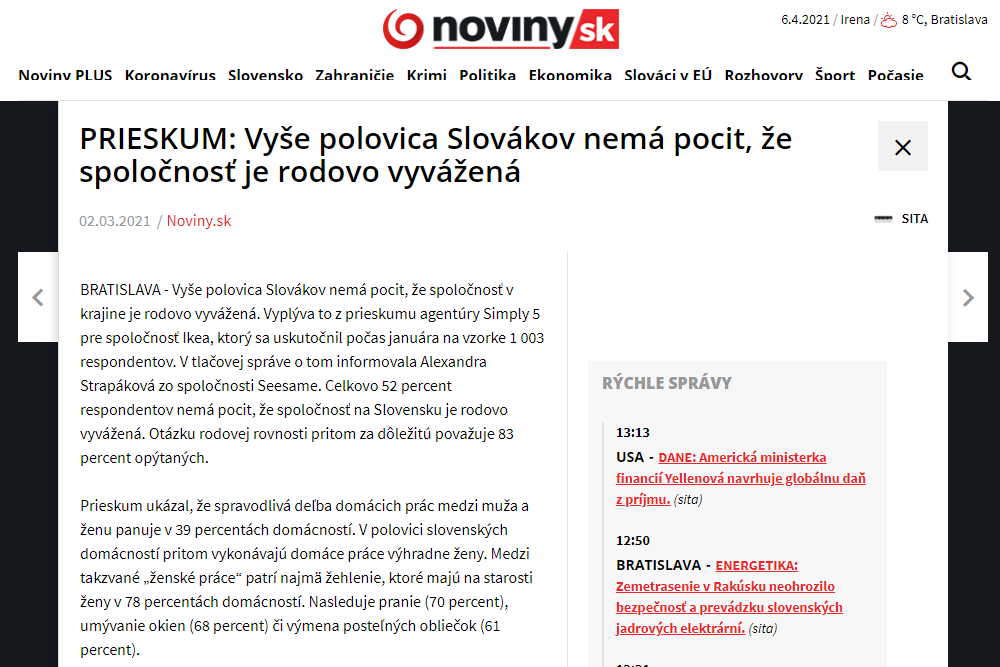 noviny sk
6.4.2021 / Irena / 8 °C, Bratislava
Noviny PLUS Koronavírus Slovensko Zahraničie Krimi Politika Ekonomika Slováci v EÚ Rozhovory Šport Počasie
PRIESKUM: Vyše polovica Slovákov nemá pocit, že
spoločnosť je rodovo vyvážená
02.03.2021 / Noviny.sk
SITA
BRATISLAVA - Vyše polovica Slovákov nemá pocit, že spoločnosť v
krajine je rodovo vyvážená. Vyplýva to z prieskumu agentúry Simply 5
pre spoločnosť Ikea, ktorý sa uskutočnil počas januára na vzorke 1 003
respondentov. V tlačovej správe o tom informovala Alexandra
Strapáková zo spoločnosti Seesame. Celkovo 52 percent
respondentov nemá pocit, že spoločnosť na Slovensku je rodovo
vyvážená. Otázku rodovej rovnosti pritom za dôležitú považuje 83
percent opýtaných.
Prieskum ukázal, že spravodlivá deľba domácich prác medzi muža a
ženu panuje v 39 percentách domácností. V polovici slovenských
domácností pritom vykonávajú domáce práce výhradne ženy. Medzi
takzvané „ženské práce“ patrí najmä žehlenie, ktoré majú na starosti
ženy v 78 percentách domácností. Nasleduje pranie (70 percent),
umývanie okien (68 percent) či výmena posteľných obliečok (61
percent).
RÝCHLE SPRÁVY
13:13
USA - DANE: Americká ministerka
financií Yellenová navrhuje globálnu daň
z príjmu. (sita)
12:50
BRATISLAVA - ENERGETIKA:
Zemetrasenie v Rakúsku neohrozilo
bezpečnosť a prevádzku slovenských
jadrových elektrární. (sita)